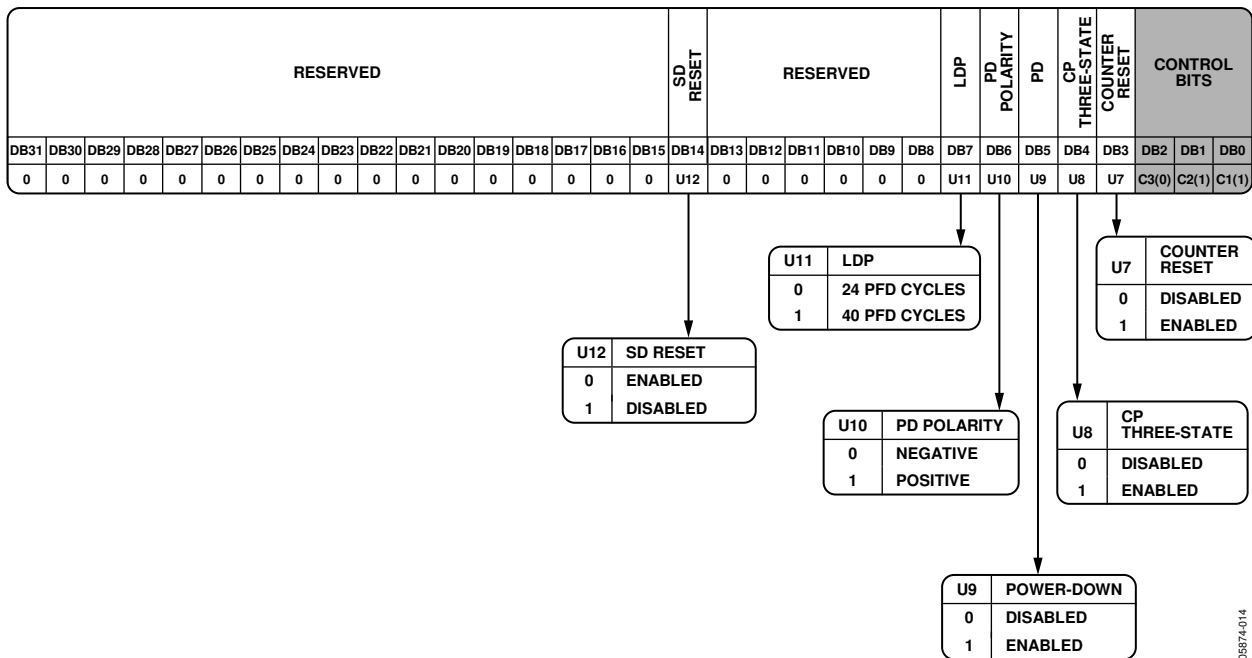 RESERVED
SD RESET
RESERVED
LDP
PD POLARITY
PD
CP THREE-STATE
COUNTER RESET
CONTROL BITS
DB31 DB30 DB29 DB28 DB27 DB26 DB25 DB24 DB23 DB22 DB21 DB20 DB19 DB18 DB17 DB16 DB15 DB14 DB13 DB12 DB11 DB10 DB9 DB8 DB7 DB6 DB5 DB4 DB3 DB2 DB1 DB0
0 0 0 0 0 0 0 0 0 0 0 0 0 0 0 0 0 U12 0 0 0 0 0 0 U11 U10 U9 U8 U7 C3(0) C2(1) C1(1)
U11 LDP
0 24 PFD CYCLES
1 40 PFD CYCLES
U7 COUNTER RESET
0 DISABLED
1 ENABLED
U12 SD RESET
0 ENABLED
1 DISABLED
U10 PD POLARITY
0 NEGATIVE
1 POSITIVE
U8 CP THREE-STATE
0 DISABLED
1 ENABLED
U9 POWER-DOWN
0 DISABLED
1 ENABLED
05874-014